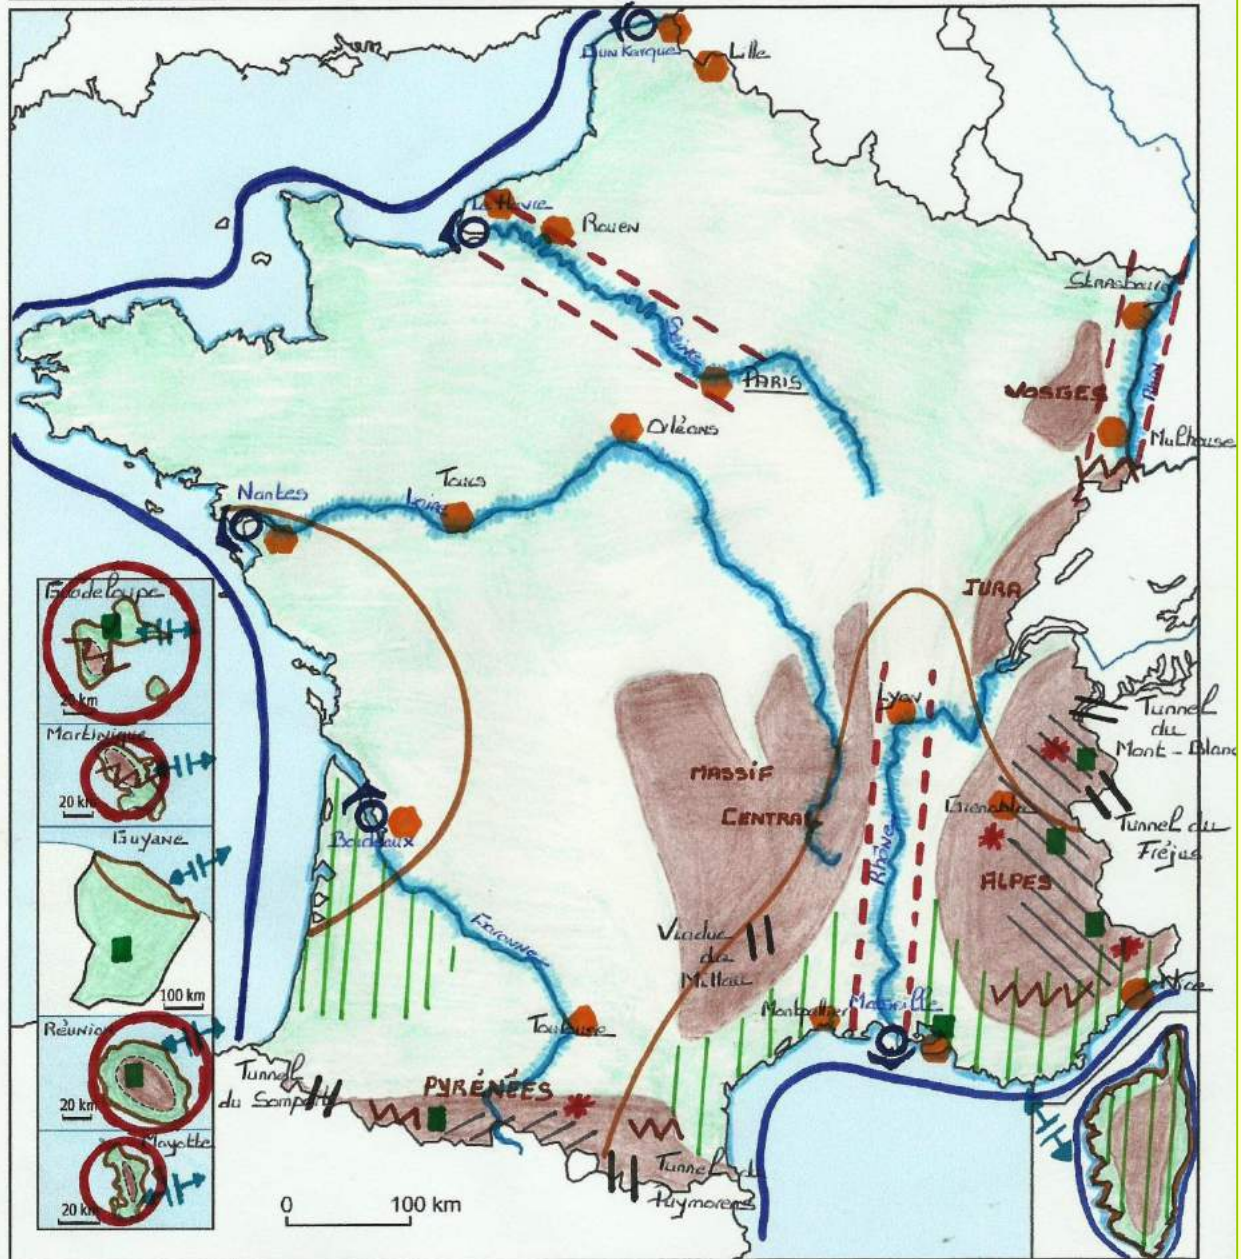 Dunkerque
Lille
Le Havre
Rouen
Strasbourg
Seine
PARIS
VOSGES
Rhin
Mulhouse
Orléans
Nantes
Loire
Tours
JURA
Guadeloupe
20 km
Martinique
20 km
Guyane
100 km
Réunion
20 km
Mayotte
20 km
Lyon
Tunnel
du
Mont-Blanc
MASSIF
CENTRAL
Grenoble
Tunnel du
Fréjus
Bordeaux
Rhône
ALPES
Garonne
Viaduc
de
Millau
Montpellier
Marseille
Nice
Toulouse
Tunnel
du Somport
PYRÉNÉES
Tunnel du
Puymorens
0 100 km